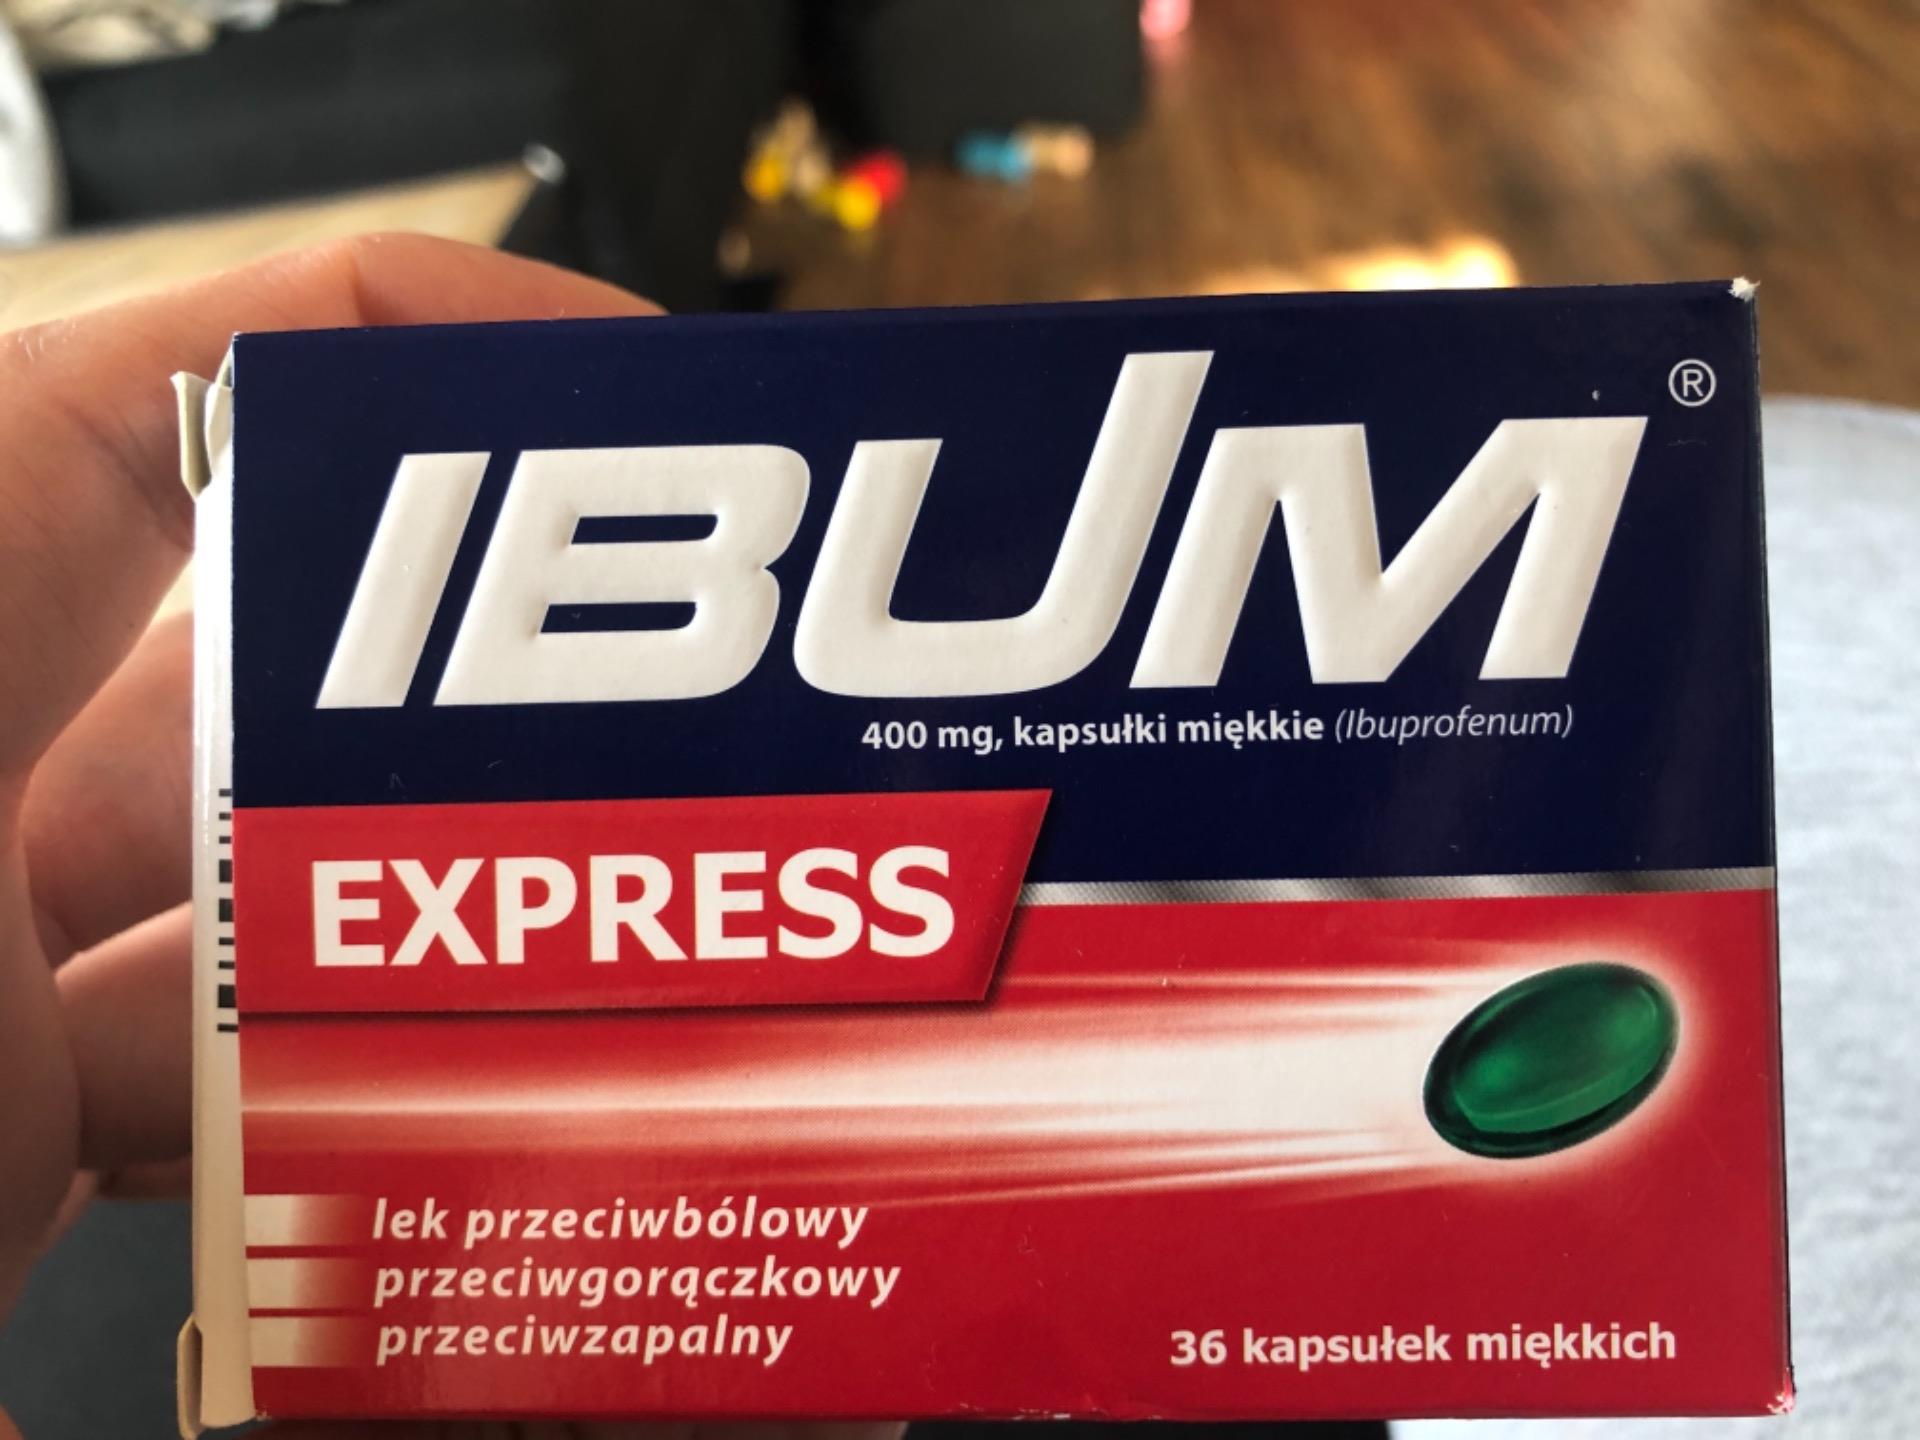 IBUM®
400 mg, kapsułki miękkie (Ibuprofenum)
EXPRESS
lek przeciwbólowy
przeciwgorączkowy
przeciwzapalny
36 kapsułek miękkich